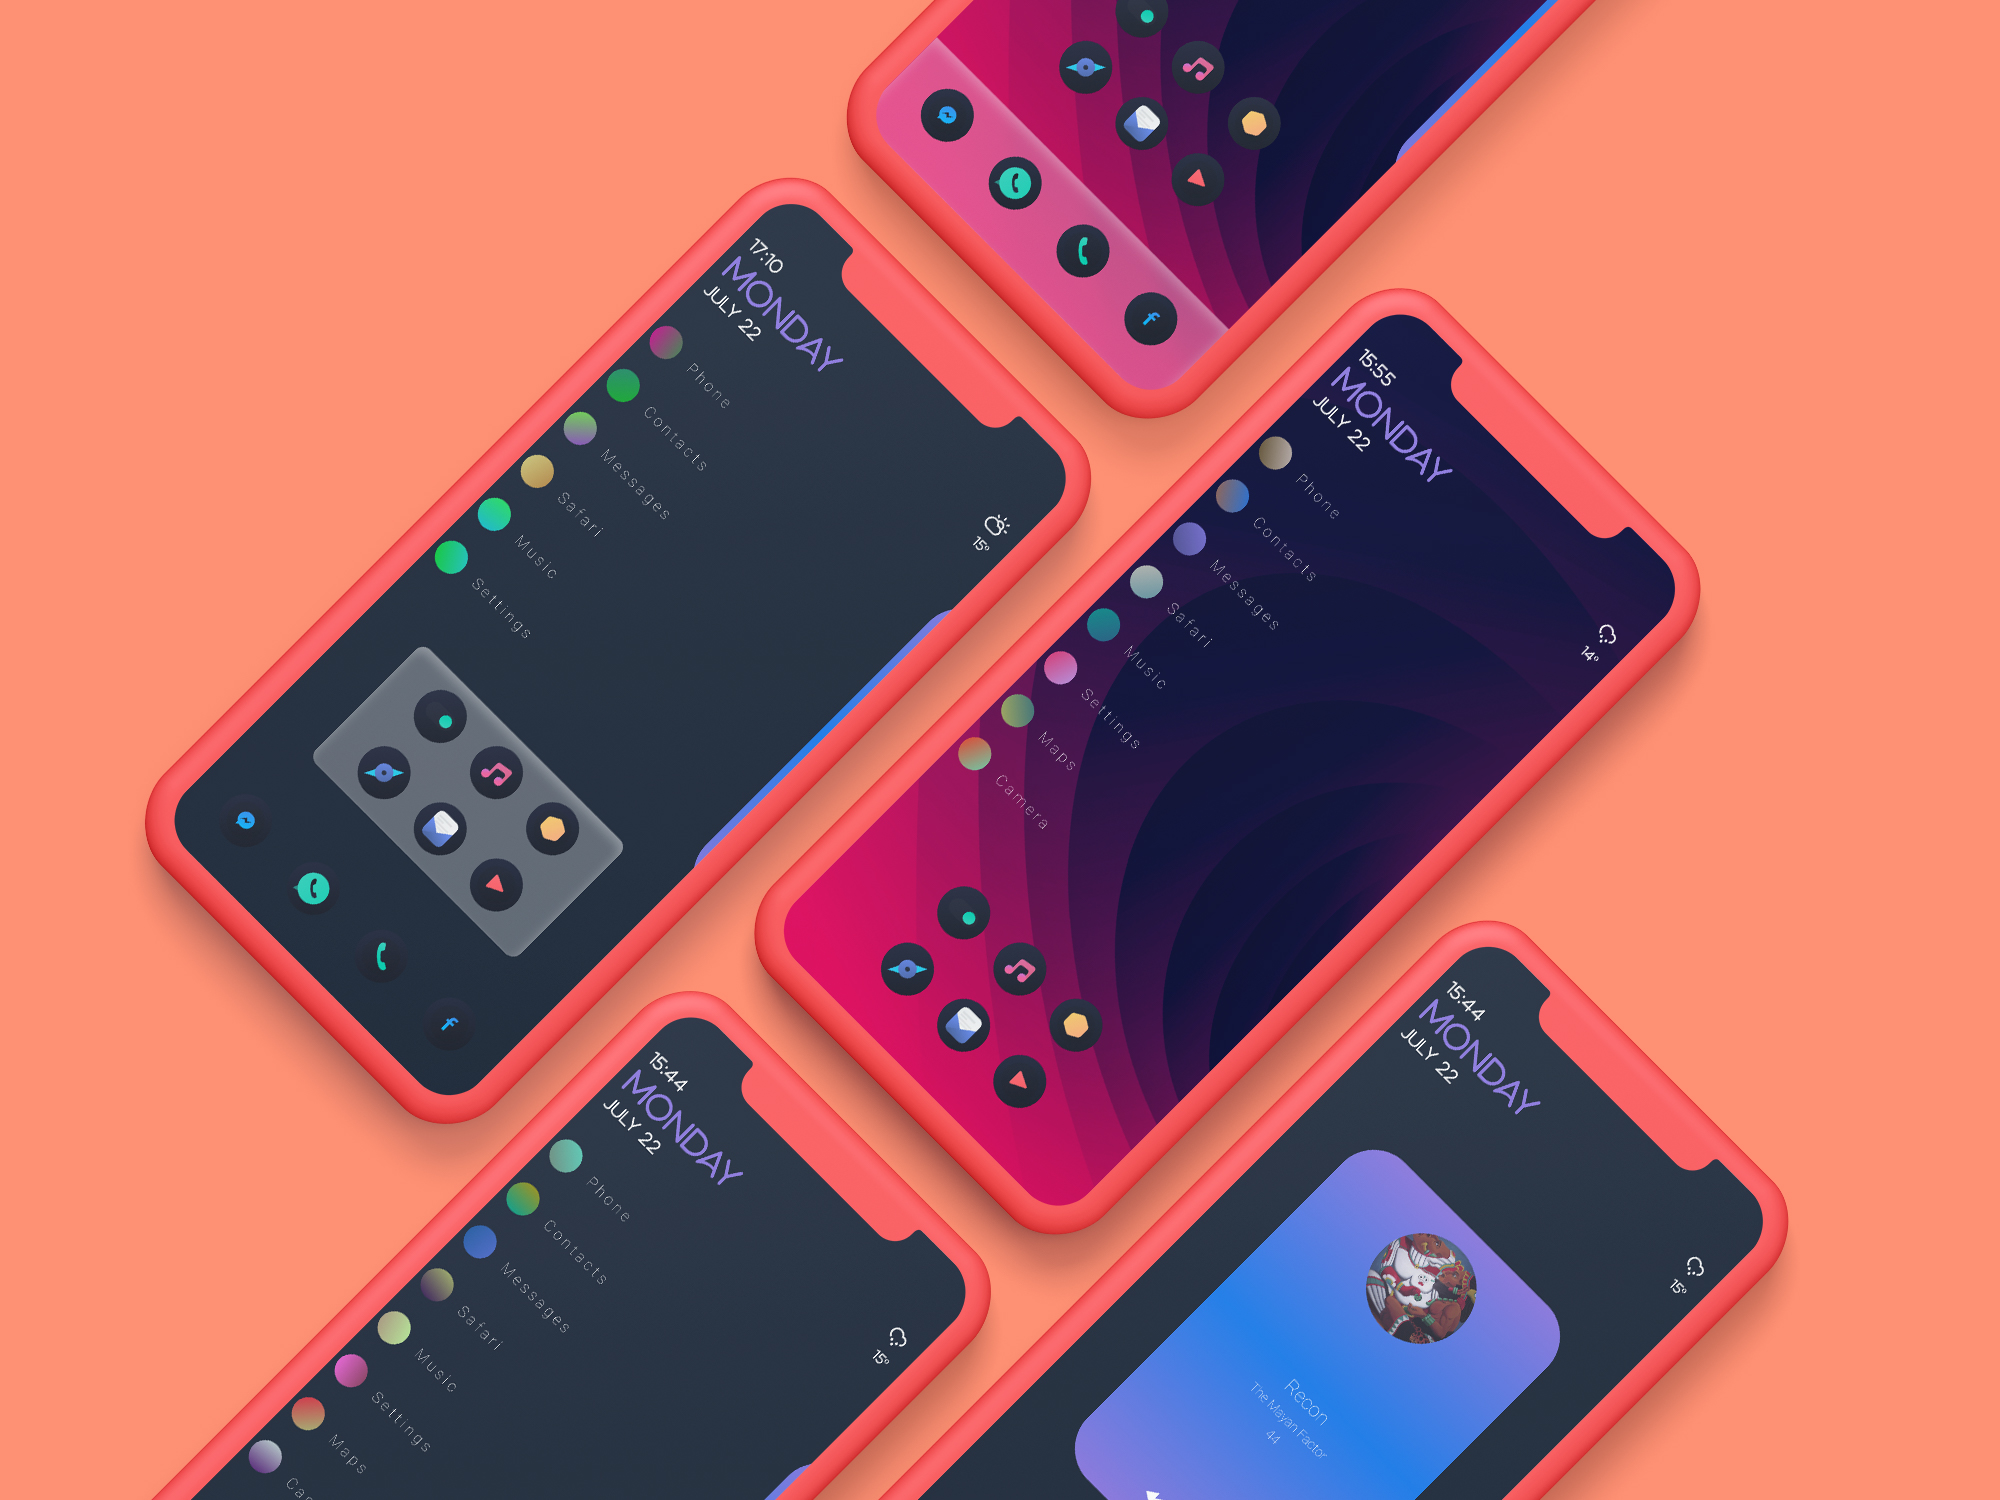 17:10
MONDAY
JULY 22
Phone
Contacts
Messages
Safari
Music
Settings
15°
15:55
MONDAY
JULY 22
Phone
Contacts
Messages
Safari
Music
Settings
Maps
Camera
14°
15:44
MONDAY
JULY 22
Phone
Contacts
Messages
Safari
Music
Settings
Maps
Ca
15°
15:44
MONDAY
JULY 22
15°
Recon
The Mayan Factor
44